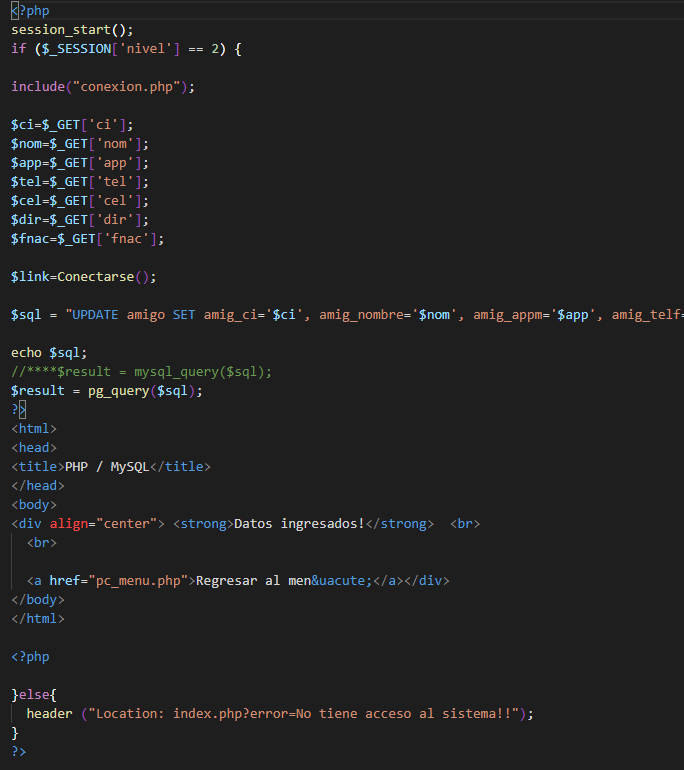 <?php
session_start();
if ($_SESSION['nivel'] == 2) {
include("conexion.php");
$ci=$_GET['ci'];
$nom=$_GET['nom'];
$app=$_GET['app'];
$tel=$_GET['tel'];
$cel=$_GET['cel'];
$dir=$_GET['dir'];
$fnac=$_GET['fnac'];
$link=Conectarse();
$sql = "UPDATE amigo SET amig_ci='$ci', amig_nombre='$nom', amig_appm='$app', amig_telf=
echo $sql;
//****$result = mysql_query($sql);
$result = pg_query($sql);
?>
<html>
<head>
<title>PHP / MySQL</title>
</head>
<body>
<div align="center"> <strong>Datos ingresados!</strong>  <br>
  <br>
  <a href="pc_menu.php">Regresar al men&uacute;</a></div>
</body>
</html>
<?php
}else{
  header ("Location: index.php?error=No tiene acceso al sistema!!");
}
?>